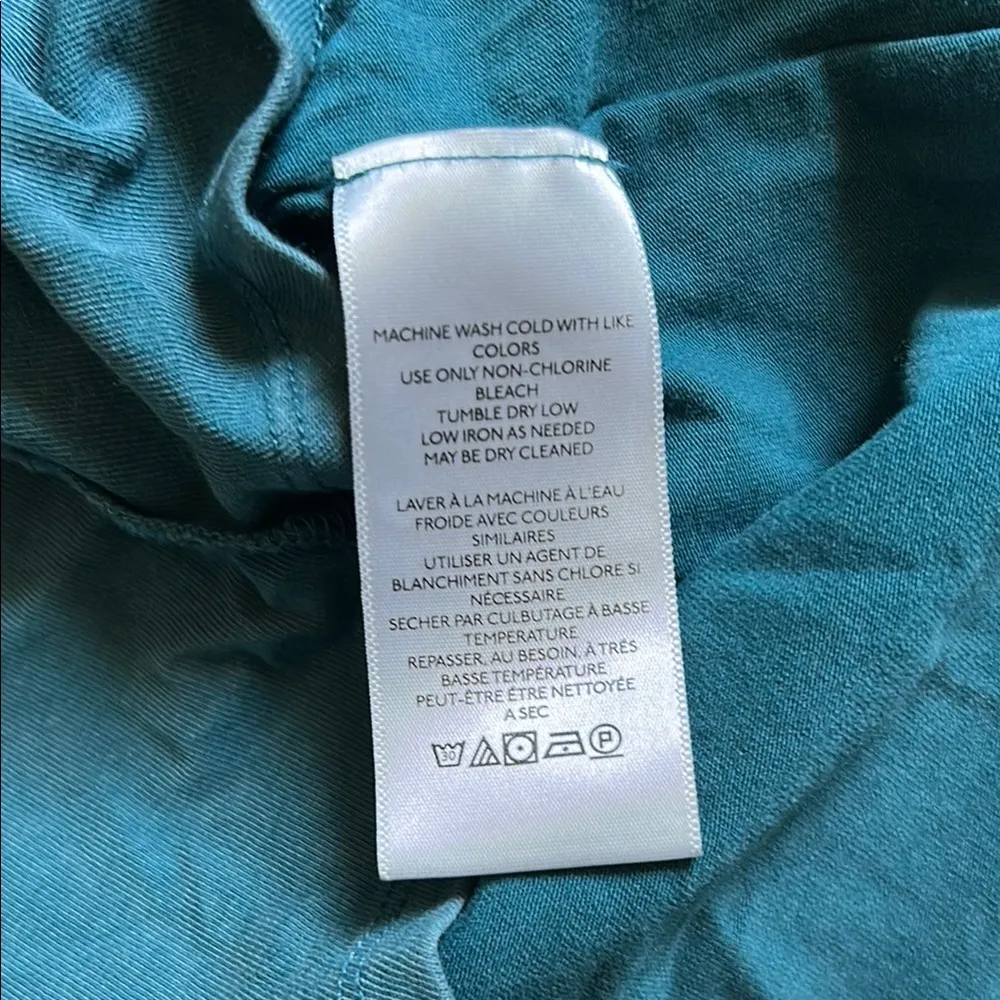 MACHINE WASH COLD WITH LIKE
COLORS
USE ONLY NON-CHLORINE
BLEACH
TUMBLE DRY LOW
LOW IRON AS NEEDED
MAY BE DRY CLEANED
LAVER À LA MACHINE À L'EAU
FROIDE AVEC COULEURS
SIMILAIRES
UTILISER UN AGENT DE
BLANCHIMENT SANS CHLORE SI
NÉCESSAIRE
SECHER PAR CULBUTAGE À BASSE
TEMPERATURE
REPASSER, AU BESOIN, À TRÉS
BASSE TEMPÉRATURE
PEUT-ÊTRE ÊTRE NETTOYÉE
A SEC
30 P